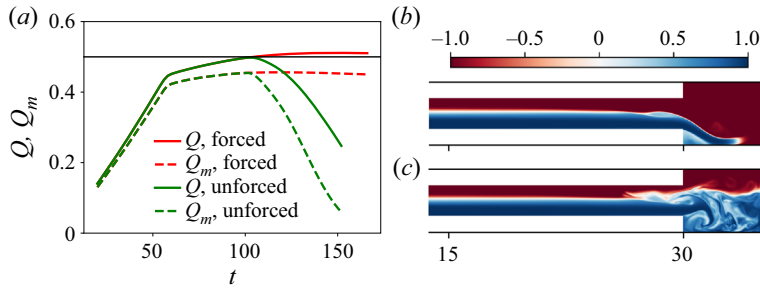 (a)
0.6
0.4
0.2
0
Q, Q_m
50
100
150
t
Q, forced
Q_m, forced
Q, unforced
Q_m, unforced
(b)
–1.0 –0.5 0 0.5 1.0
(c)
15 30